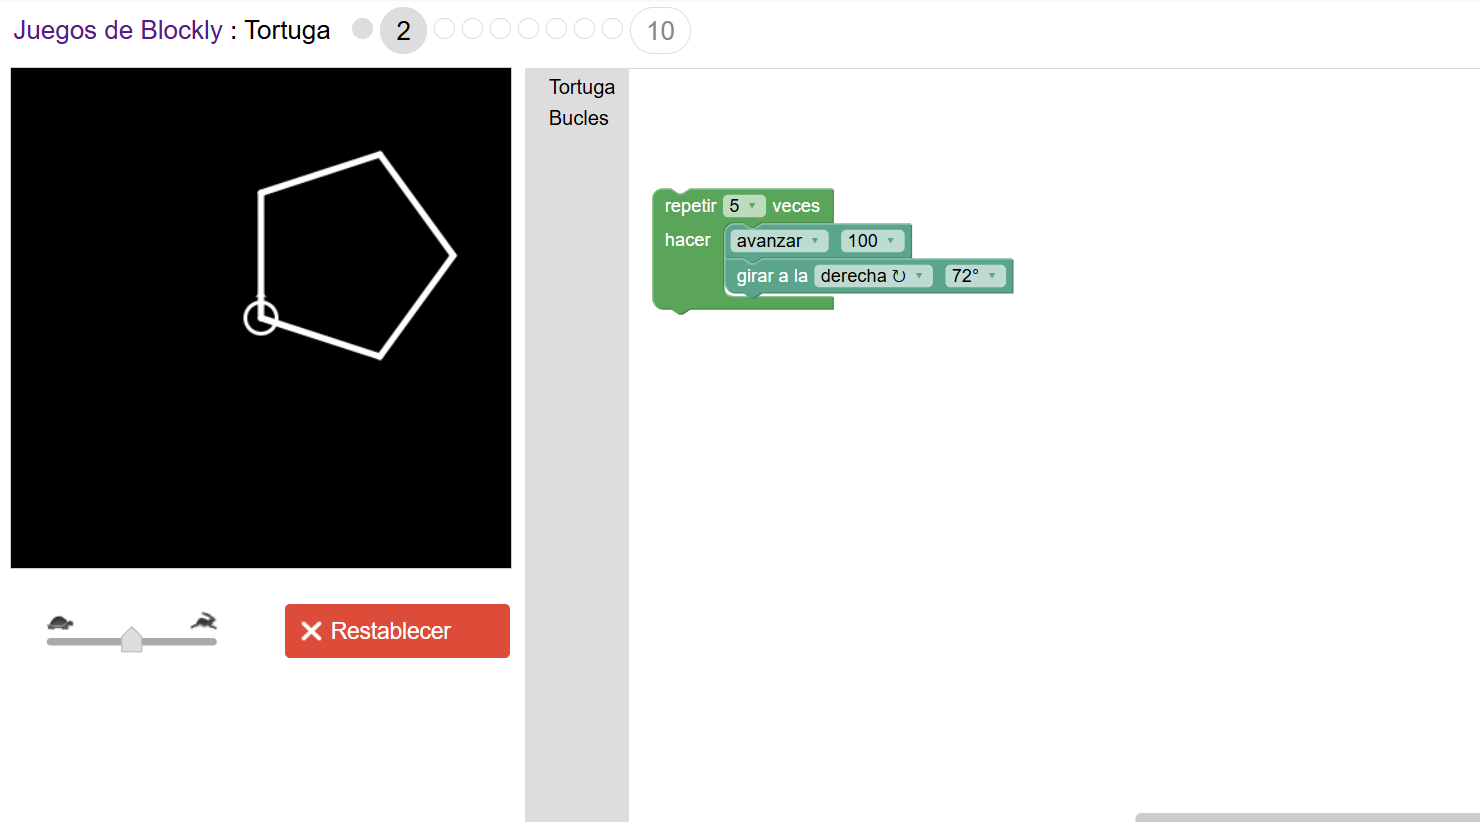 Juegos de Blockly : Tortuga 2 10
Tortuga
Bucles
repetir 5 veces
hacer avanzar 100
girar a la derecha ↻ 72°
Restablecer